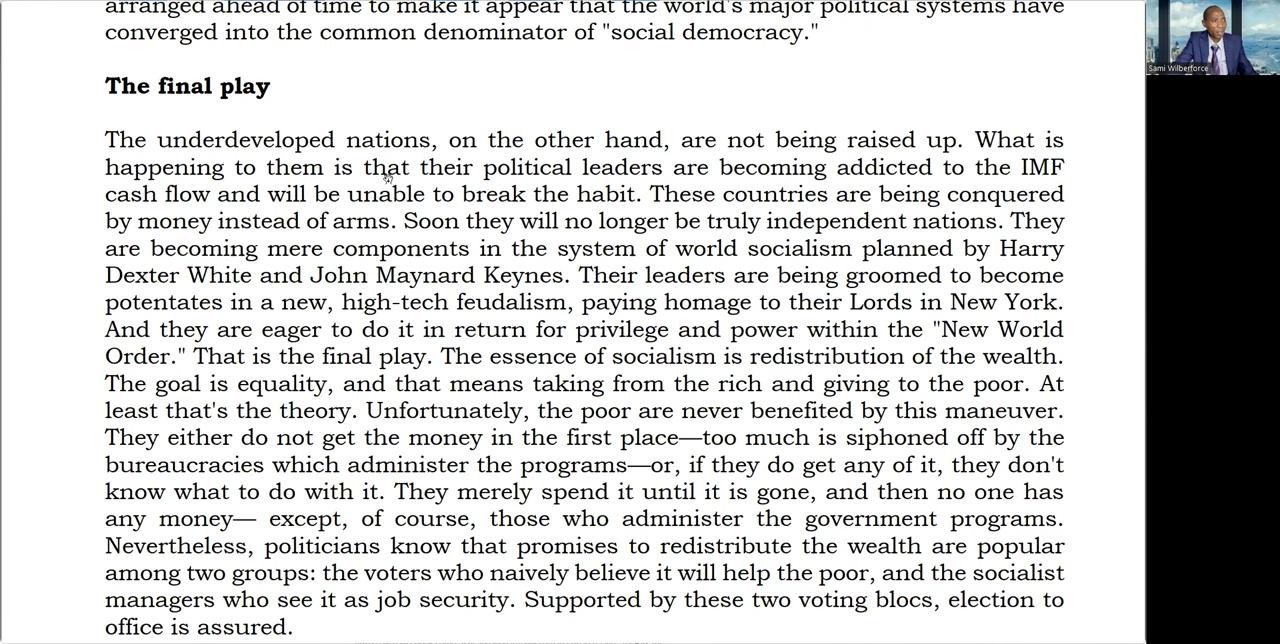 arranged ahead of time to make it appear that the world's major political systems have
converged into the common denominator of "social democracy."
The final play
The underdeveloped nations, on the other hand, are not being raised up. What is
happening to them is that their political leaders are becoming addicted to the IMF
cash flow and will be unable to break the habit. These countries are being conquered
by money instead of arms. Soon they will no longer be truly independent nations. They
are becoming mere components in the system of world socialism planned by Harry
Dexter White and John Maynard Keynes. Their leaders are being groomed to become
potentates in a new, high-tech feudalism, paying homage to their Lords in New York.
And they are eager to do it in return for privilege and power within the "New World
Order." That is the final play. The essence of socialism is redistribution of the wealth.
The goal is equality, and that means taking from the rich and giving to the poor. At
least that's the theory. Unfortunately, the poor are never benefited by this maneuver.
They either do not get the money in the first place—too much is siphoned off by the
bureaucracies which administer the programs—or, if they do get any of it, they don't
know what to do with it. They merely spend it until it is gone, and then no one has
any money— except, of course, those who administer the government programs.
Nevertheless, politicians know that promises to redistribute the wealth are popular
among two groups: the voters who naively believe it will help the poor, and the socialist
managers who see it as job security. Supported by these two voting blocs, election to
office is assured.
Sami Wilberforce